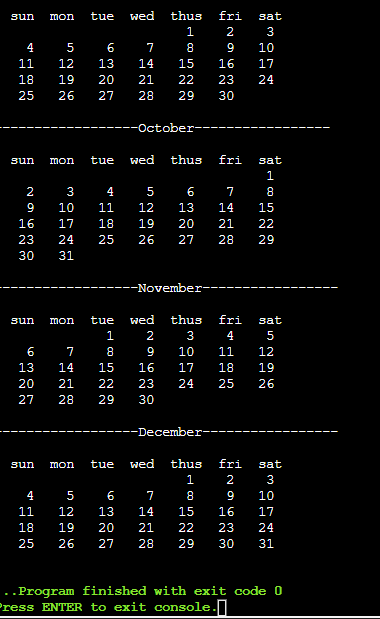 sun  mon  tue  wed  thus  fri  sat
1    2    3
4    5    6    7    8    9    10
11   12   13   14   15   16   17
18   19   20   21   22   23   24
25   26   27   28   29   30
------------------October-----------------
sun  mon  tue  wed  thus  fri  sat
1
2    3    4    5    6    7    8
9    10   11   12   13   14   15
16   17   18   19   20   21   22
23   24   25   26   27   28   29
30   31
------------------November-----------------
sun  mon  tue  wed  thus  fri  sat
1    2    3    4    5
6    7    8    9    10   11   12
13   14   15   16   17   18   19
20   21   22   23   24   25   26
27   28   29   30
------------------December-----------------
sun  mon  tue  wed  thus  fri  sat
1    2    3
4    5    6    7    8    9    10
11   12   13   14   15   16   17
18   19   20   21   22   23   24
25   26   27   28   29   30   31
..Program finished with exit code 0
Press ENTER to exit console.